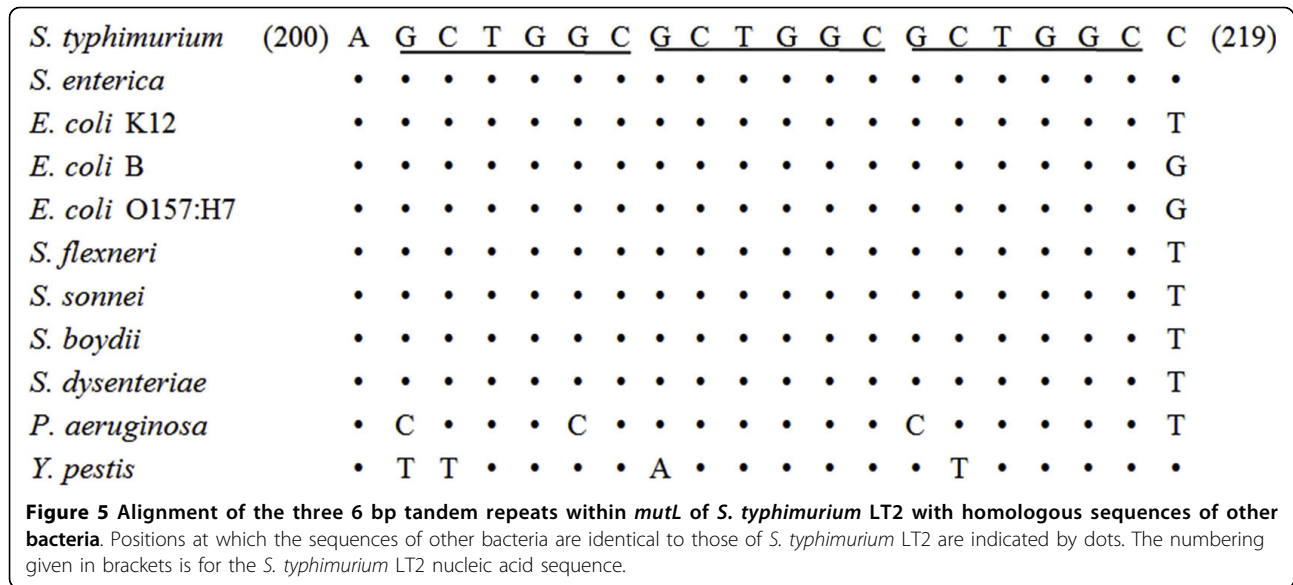 S. typhimurium (200) A G C T G G C G C T G G C G C T G G C C (219)
S. enterica • • • • • • • • • • • • • • • • • • • •
E. coli K12 • • • • • • • • • • • • • • • • • • • T
E. coli B • • • • • • • • • • • • • • • • • • • G
E. coli O157:H7 • • • • • • • • • • • • • • • • • • • G
S. flexneri • • • • • • • • • • • • • • • • • • • T
S. sonnei • • • • • • • • • • • • • • • • • • • T
S. boydii • • • • • • • • • • • • • • • • • • • T
S. dysenteriae • • • • • • • • • • • • • • • • • • • T
P. aeruginosa • C • • • C • • • • • • • C • • • • • T
Y. pestis • T T • • • • A • • • • • • T • • • • •
Figure 5 Alignment of the three 6 bp tandem repeats within mutL of S. typhimurium LT2 with homologous sequences of other
bacteria. Positions at which the sequences of other bacteria are identical to those of S. typhimurium LT2 are indicated by dots. The numbering
given in brackets is for the S. typhimurium LT2 nucleic acid sequence.